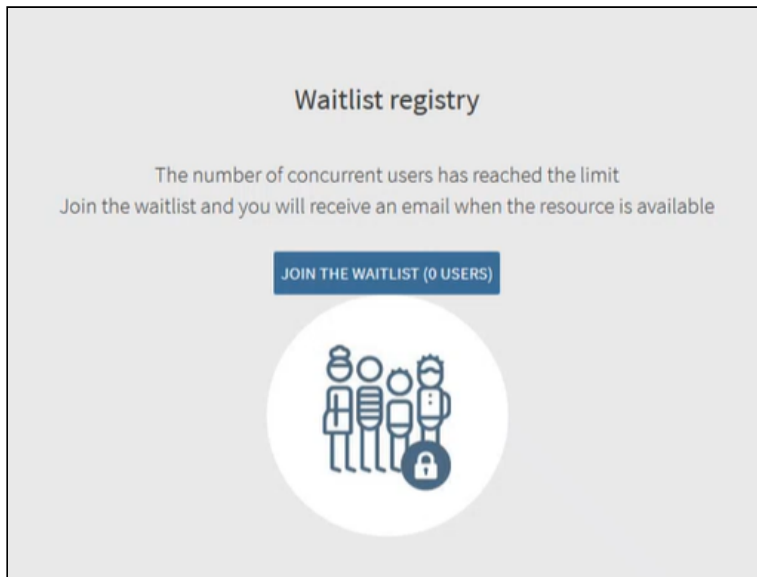 Waitlist registry
The number of concurrent users has reached the limit
Join the waitlist and you will receive an email when the resource is available
JOIN THE WAITLIST (0 USERS)